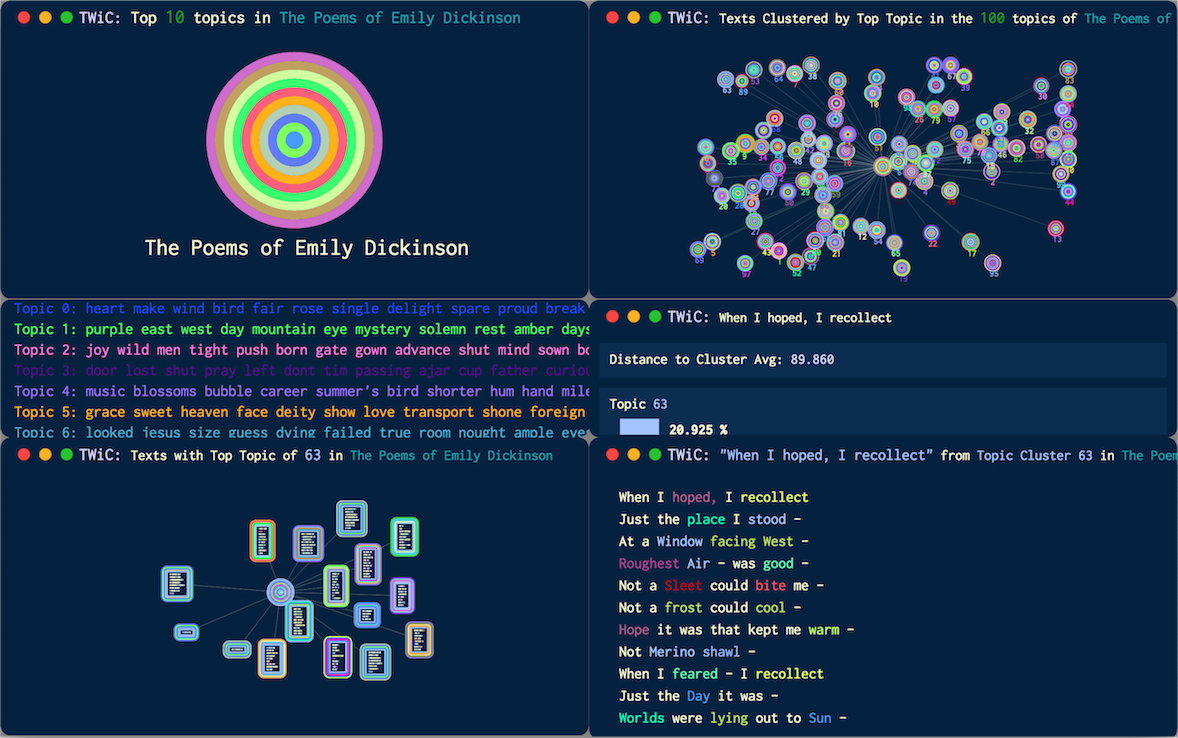 TWiC: Top 10 topics in The Poems of Emily Dickinson
The Poems of Emily Dickinson
TWiC: Texts Clustered by Top Topic in the 100 topics of The Poems of
63
89
53
64
7
38
10
67
39
30
83
26
79
57
32
35
9
34
48
16
51
75
46
82
58
2
77
29
20
27
44
49
69
5
43
97
52
47
21
12
54
65
19
22
17
95
13
Topic 0: heart make wind bird fair rose single delight spare proud break
Topic 1: purple east west day mountain eye mystery solemn rest amber days
Topic 2: joy wild men tight push born gate gown advance shut mind sown bo
Topic 3: door lost shut pray left dont tim passing ajar cup father curiou
Topic 4: music blossoms bubble career summer's bird shorter hum hand mile
Topic 5: grace sweet heaven face deity show love transport shone foreign
Topic 6: looked jesus size guess dying failed true room nought ample eve
TWiC: When I hoped, I recollect
Distance to Cluster Avg: 89.860
Topic 63
20.925 %
TWiC: Texts with Top Topic of 63 in The Poems of Emily Dickinson
TWiC: "When I hoped, I recollect" from Topic Cluster 63 in The Poem
When I hoped, I recollect
Just the place I stood –
At a Window facing West –
Roughest Air – was good –
Not a Sleet could bite me –
Not a frost could cool –
Hope it was that kept me warm –
Not Merino shawl –
When I feared – I recollect
Just the Day it was –
Worlds were lying out to Sun –